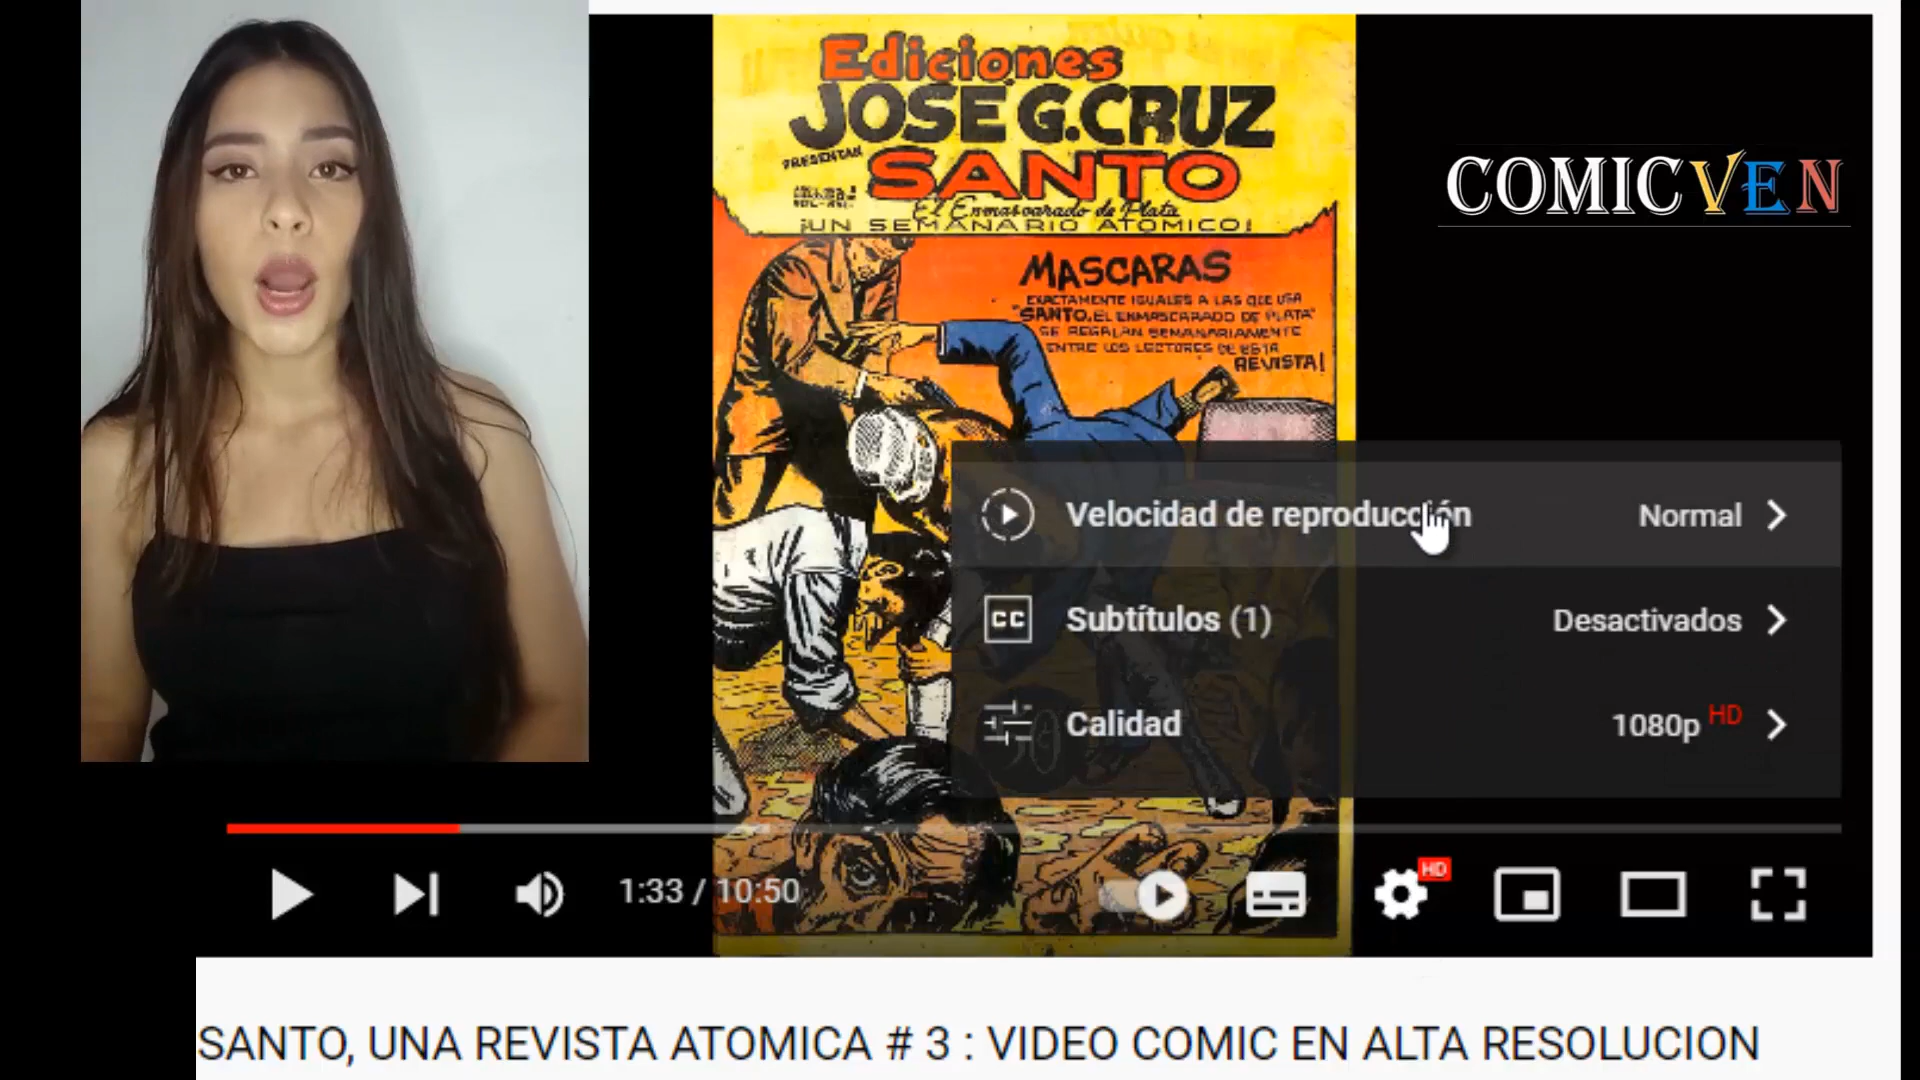 Ediciones
JOSE G. CRUZ
PRESENTAN
SANTO
El Enmascarado de Plata
¡UN SEMANARIO ATOMICO!
MASCARAS
EXACTAMENTE IGUALES A LAS QUE USA
"SANTO, EL ENMASCARADO DE PLATA"
SE REGALAN SEMANARIAMENTE
ENTRE LOS LECTORES DE ESTA
REVISTA!
COMICVEN
Velocidad de reproducción Normal
CC Subtítulos (1) Desactivados
Calidad 1080p HD
1:33 / 10:50
HD
SANTO, UNA REVISTA ATOMICA # 3 : VIDEO COMIC EN ALTA RESOLUCION